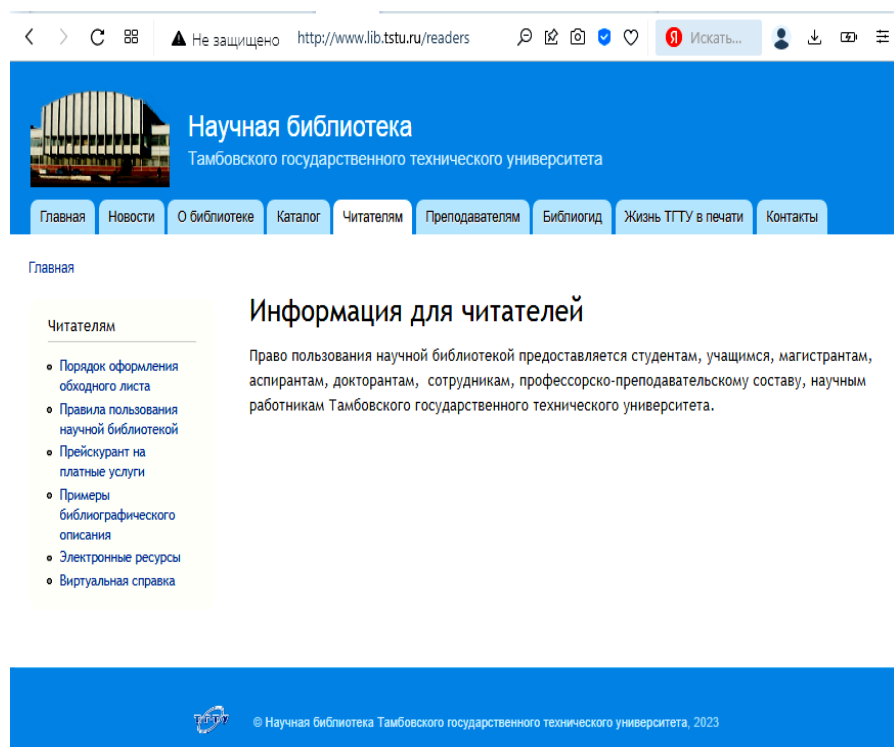 Не защищено http://www.lib.tstu.ru/readers Я Искать...
Научная библиотека
Тамбовского государственного технического университета
Главная Новости О библиотеке Каталог Читателям Преподавателям Библиогид Жизнь ТГТУ в печати Контакты
Главная
Читателям
Порядок оформления
обходного листа
Правила пользования
научной библиотекой
Прейскурант на
платные услуги
Примеры
библиографического
описания
Электронные ресурсы
Виртуальная справка
Информация для читателей
Право пользования научной библиотекой предоставляется студентам, учащимся, магистрантам,
аспирантам, докторантам, сотрудникам, профессорско-преподавательскому составу, научным
работникам Тамбовского государственного технического университета.
ТГТУ © Научная библиотека Тамбовского государственного технического университета, 2023